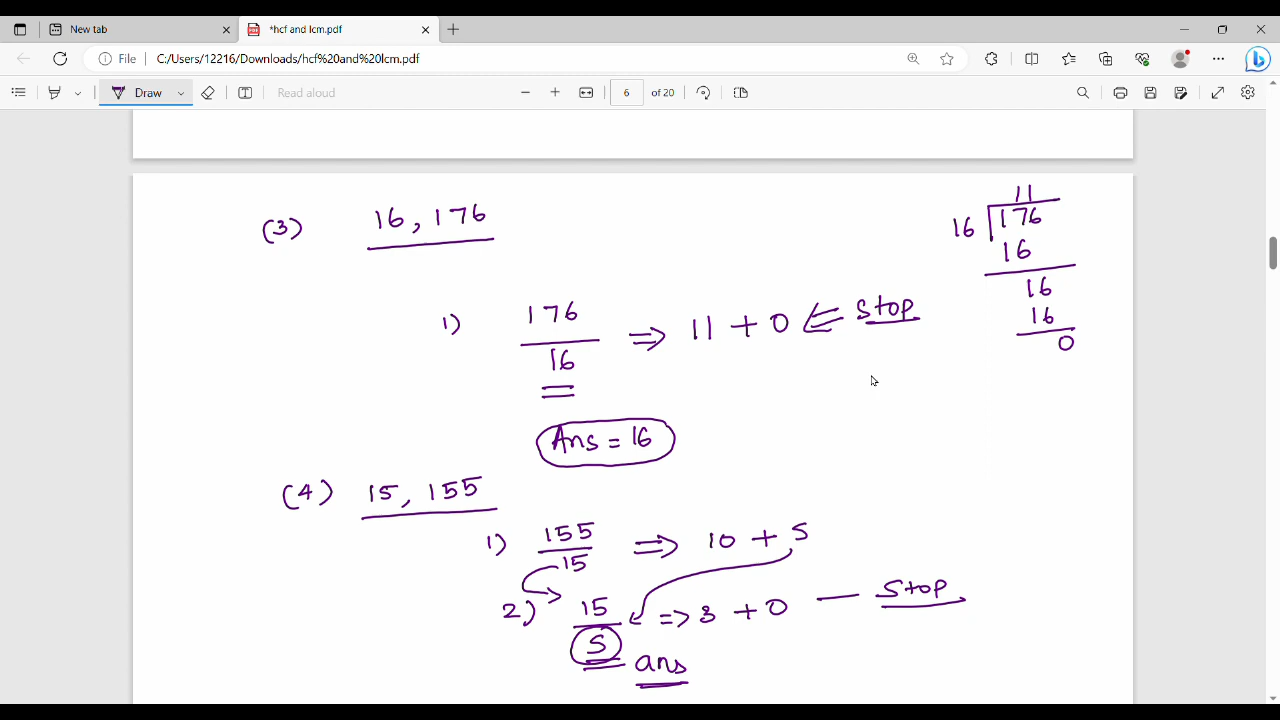 New tab
*hcf and lcm.pdf
File C:/Users/12216/Downloads/hcf%20and%20lcm.pdf
Draw
Read aloud
6 of 20
(3) 16, 176
11
16 176
16
16
16
0
1) 176
16
⇒ 11 + 0 ⇐ stop
Ans = 16
(4) 15, 155
1) 155
15
⇒ 10 + 5
2) 15
5
⇒ 3 + 0 — stop
ans